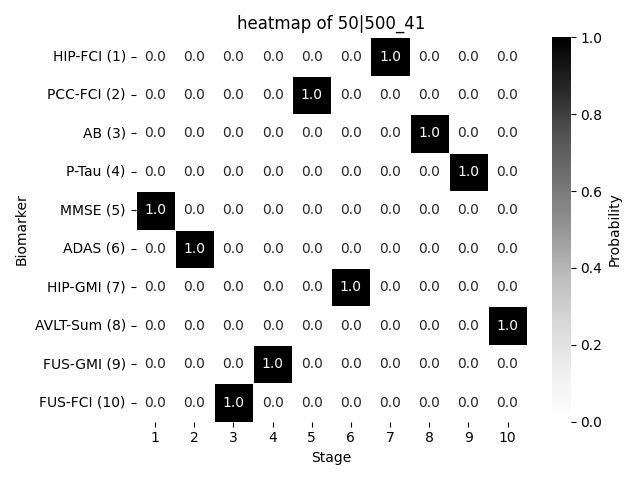 heatmap of 50|500_41
HIP-FCI (1) 0.0 0.0 0.0 0.0 0.0 0.0 1.0 0.0 0.0 0.0
PCC-FCI (2) 0.0 0.0 0.0 0.0 1.0 0.0 0.0 0.0 0.0 0.0
AB (3) 0.0 0.0 0.0 0.0 0.0 0.0 0.0 1.0 0.0 0.0
P-Tau (4) 0.0 0.0 0.0 0.0 0.0 0.0 0.0 0.0 1.0 0.0
MMSE (5) 1.0 0.0 0.0 0.0 0.0 0.0 0.0 0.0 0.0 0.0
ADAS (6) 0.0 1.0 0.0 0.0 0.0 0.0 0.0 0.0 0.0 0.0
HIP-GMI (7) 0.0 0.0 0.0 0.0 0.0 1.0 0.0 0.0 0.0 0.0
AVLT-Sum (8) 0.0 0.0 0.0 0.0 0.0 0.0 0.0 0.0 0.0 1.0
FUS-GMI (9) 0.0 0.0 0.0 1.0 0.0 0.0 0.0 0.0 0.0 0.0
FUS-FCI (10) 0.0 0.0 1.0 0.0 0.0 0.0 0.0 0.0 0.0 0.0
1 2 3 4 5 6 7 8 9 10
Stage
Biomarker
1.0
0.8
0.6
0.4
0.2
0.0
Probability